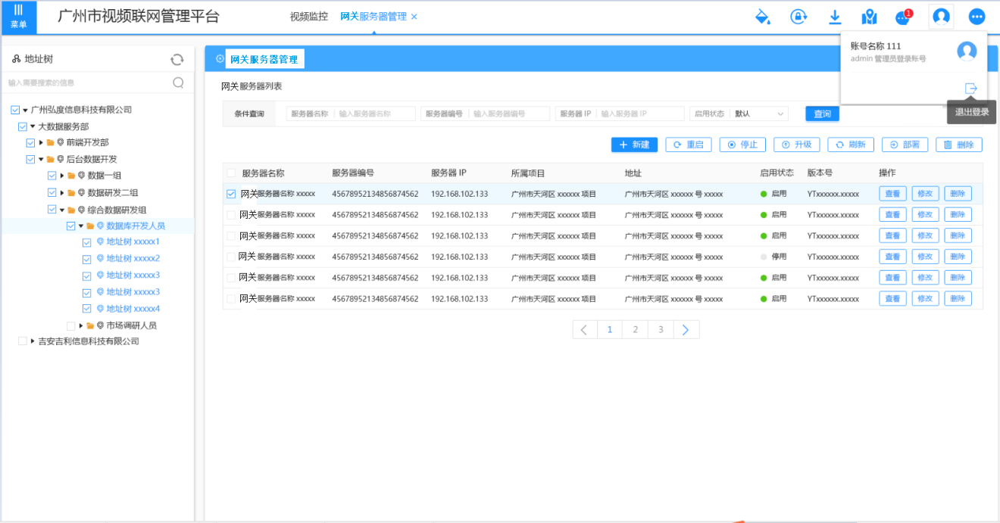 菜单
广州市视频联网管理平台
视频监控 网关服务器管理 ×
1
账号名称 111
admin 管理员登录账号
退出登录
地址树
输入需要搜索的信息
广州弘度信息科技有限公司
大数据服务部
前端开发部
后台数据开发
数据一组
数据研发二组
综合数据研发组
数据库开发人员
地址树 xxxxx1
地址树 xxxxx2
地址树 xxxxx3
地址树 xxxxx3
地址树 xxxxx4
市场调研人员
吉安吉利信息科技有限公司
网关服务器管理
网关服务器列表
条件查询 服务器名称 输入服务器名称 服务器编号 输入服务器编号 服务器 IP 输入服务器 IP 启用状态 默认 查询
新建 重启 停止 升级 刷新 部署 删除
服务器名称 服务器编号 服务器 IP 所属项目 地址 启用状态 版本号 操作
网关服务器名称 xxxxx 45678952134856874562 192.168.102.133 广州市天河区 xxxxxx 项目 广州市天河区 xxxxxx 号 xxxxx 启用 YTxxxxxx.xxxxx 查看 修改 删除
网关服务器名称 xxxxx 45678952134856874562 192.168.102.133 广州市天河区 xxxxxx 项目 广州市天河区 xxxxxx 号 xxxxx 启用 YTxxxxxx.xxxxx 查看 修改 删除
网关服务器名称 xxxxx 45678952134856874562 192.168.102.133 广州市天河区 xxxxxx 项目 广州市天河区 xxxxxx 号 xxxxx 启用 YTxxxxxx.xxxxx 查看 修改 删除
网关服务器名称 xxxxx 45678952134856874562 192.168.102.133 广州市天河区 xxxxxx 项目 广州市天河区 xxxxxx 号 xxxxx 停用 YTxxxxxx.xxxxx 查看 修改 删除
网关服务器名称 xxxxx 45678952134856874562 192.168.102.133 广州市天河区 xxxxxx 项目 广州市天河区 xxxxxx 号 xxxxx 启用 YTxxxxxx.xxxxx 查看 修改 删除
网关服务器名称 xxxxx 45678952134856874562 192.168.102.133 广州市天河区 xxxxxx 项目 广州市天河区 xxxxxx 号 xxxxx 启用 YTxxxxxx.xxxxx 查看 修改 删除
1 2 3